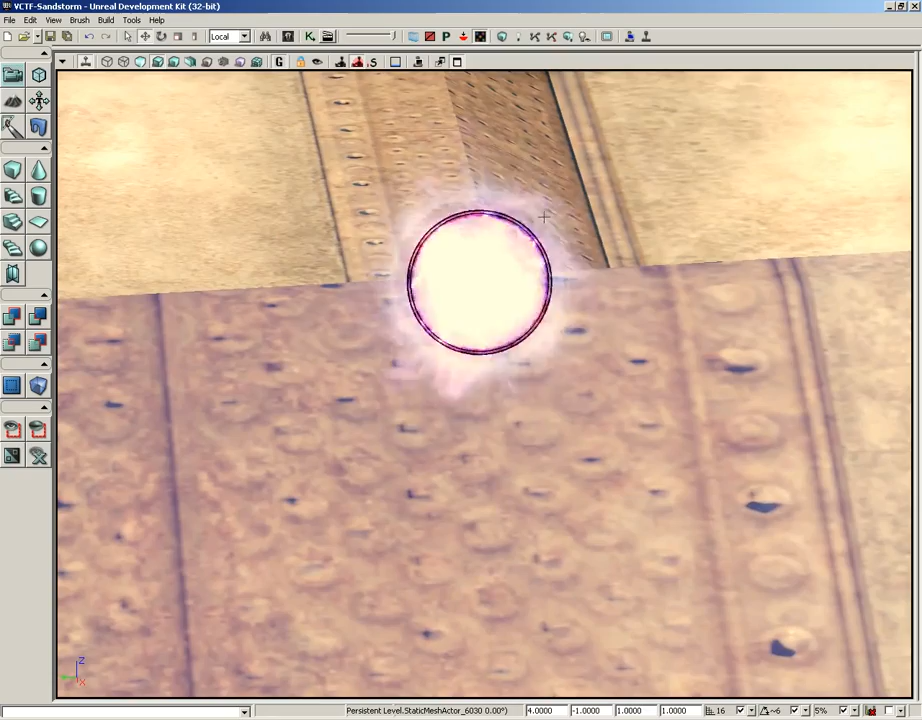 VCTF-Sandstorm - Unreal Development Kit (32-bit)
File Edit View Brush Build Tools Help
Local
G
Z
X
Persistent Level.StaticMeshActor_6030 0.00°) 4.0000 -1.0000 1.0000 1.0000 16 ~6 5%